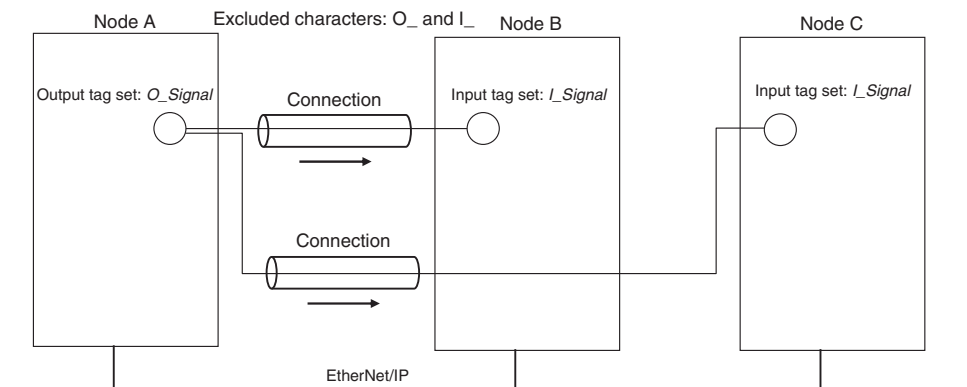 Node A
Excluded characters: O_ and I_
Node B
Node C
Output tag set: O_Signal
Connection
Input tag set: I_Signal
Input tag set: I_Signal
Connection
EtherNet/IP